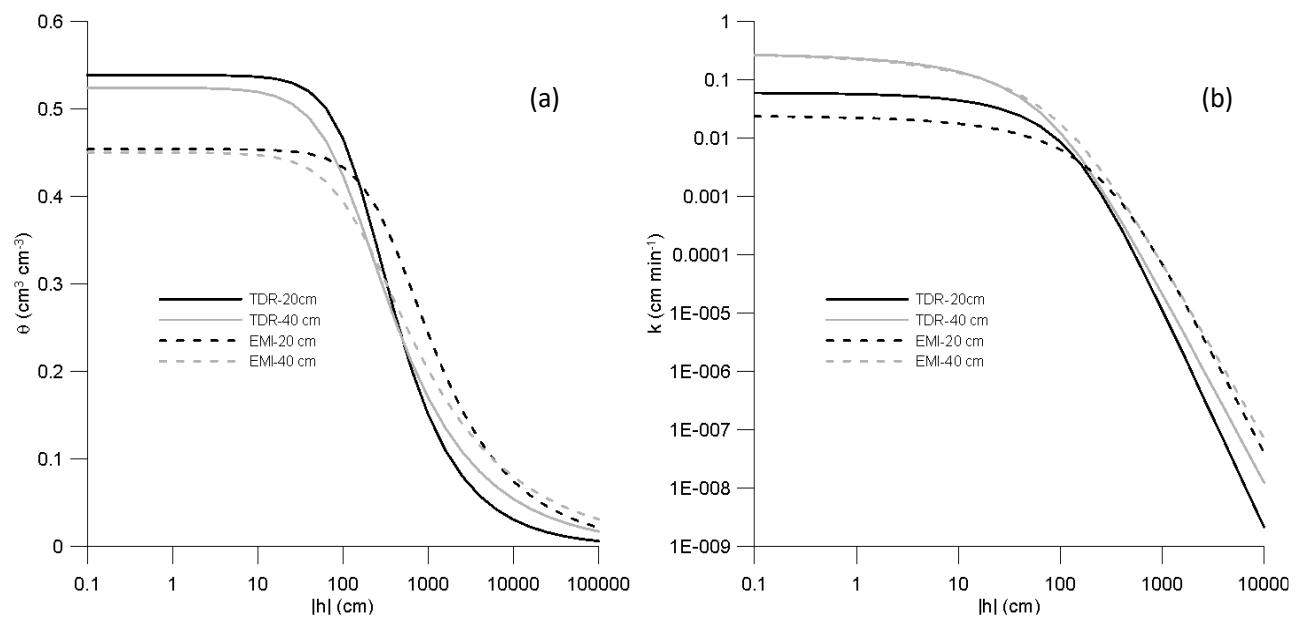 0.6
0.5
0.4
0.3
0.2
0.1
0
θ (cm³ cm⁻³)
(a)
TDR-20cm
TDR-40 cm
EMI-20 cm
EMI-40 cm
0.1 1 10 100 1000 10000 100000
|h| (cm)
1
0.1
0.01
0.001
0.0001
1E-005
1E-006
1E-007
1E-008
1E-009
k (cm min⁻¹)
(b)
TDR-20cm
TDR-40 cm
EMI-20 cm
EMI-40 cm
0.1 1 10 100 1000 10000
|h| (cm)